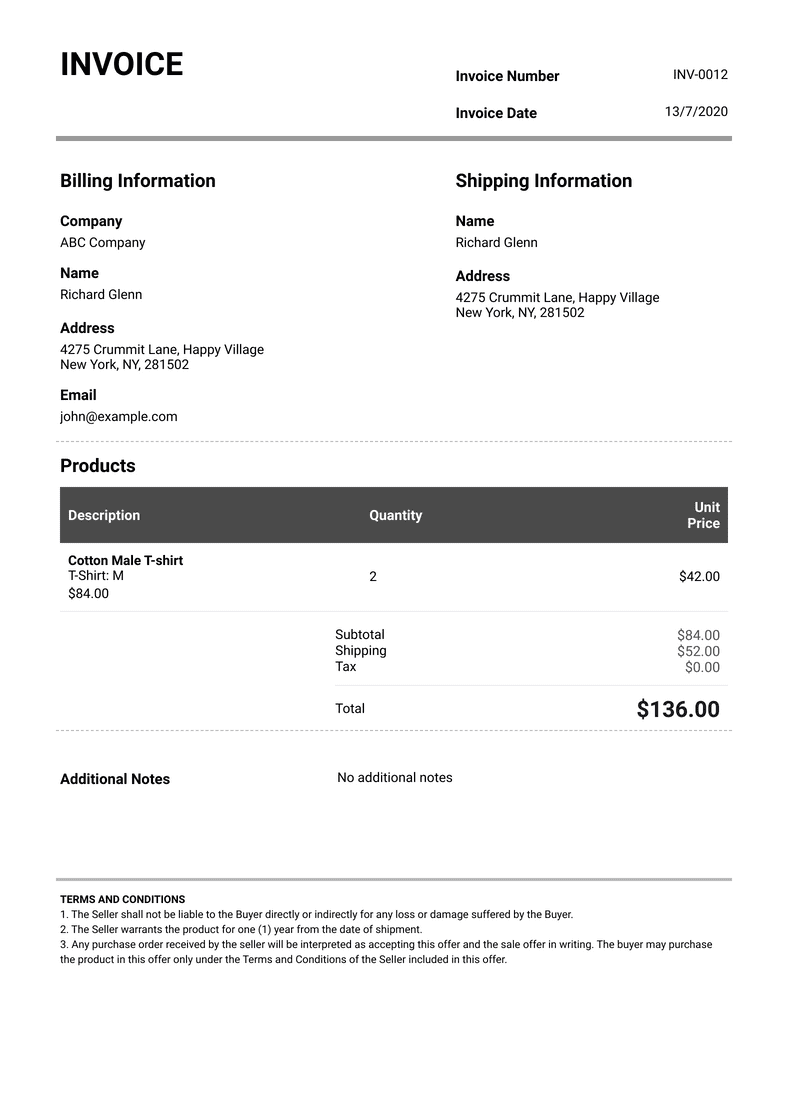 INVOICE
Invoice Number INV-0012
Invoice Date 13/7/2020
Billing Information
Company
ABC Company
Name
Richard Glenn
Address
4275 Crummit Lane, Happy Village
New York, NY, 281502
Email
john@example.com
Shipping Information
Name
Richard Glenn
Address
4275 Crummit Lane, Happy Village
New York, NY, 281502
Products
Description Quantity Unit Price
Cotton Male T-shirt
T-Shirt: M
$84.00
2 $42.00
Subtotal $84.00
Shipping $52.00
Tax $0.00
Total $136.00
Additional Notes No additional notes
TERMS AND CONDITIONS
1. The Seller shall not be liable to the Buyer directly or indirectly for any loss or damage suffered by the Buyer.
2. The Seller warrants the product for one (1) year from the date of shipment.
3. Any purchase order received by the seller will be interpreted as accepting this offer and the sale offer in writing. The buyer may purchase
the product in this offer only under the Terms and Conditions of the Seller included in this offer.